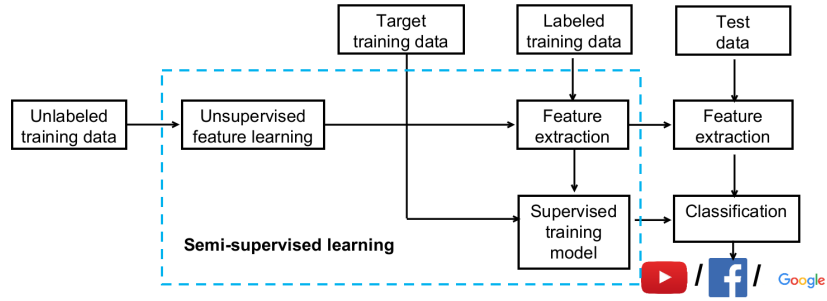 Target
training data
Labeled
training data
Test
data
Unlabeled
training data
Unsupervised
feature learning
Feature
extraction
Feature
extraction
Supervised
training
model
Classification
Semi-supervised learning
/ f / Google